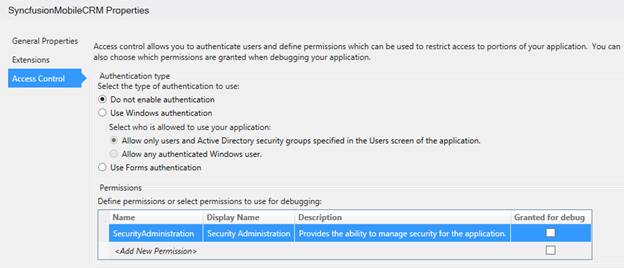 SyncfusionMobileCRM Properties
General Properties
Extensions
Access Control
Access control allows you to authenticate users and define permissions which can be used to restrict access to portions of your application.  You can
also choose which permissions are granted when debugging your application.
Authentication type
Select the type of authentication to use:
Do not enable authentication
Use Windows authentication
Select who is allowed to use your application:
Allow only users and Active Directory security groups specified in the Users screen of the application.
Allow any authenticated Windows user.
Use Forms authentication
Permissions
Define permissions or select permissions to use for debugging:
Name Display Name Description Granted for debug
SecurityAdministration Security Administration Provides the ability to manage security for the application.
<Add New Permission>